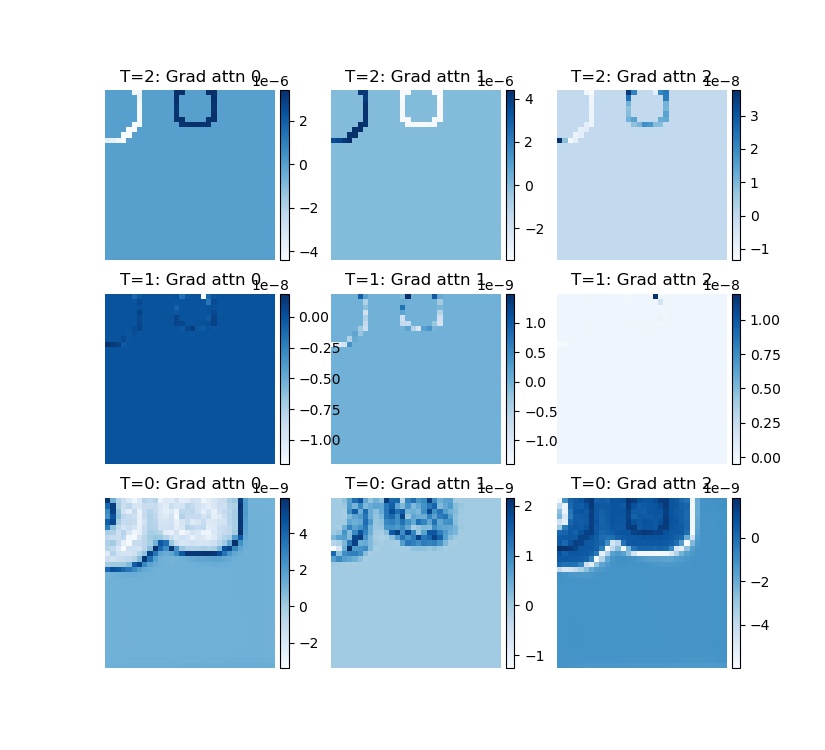 T=2: Grad attn 0
1e−6
2
0
−2
−4
T=2: Grad attn 1
1e−6
4
2
0
−2
T=2: Grad attn 2
1e−8
3
2
1
0
−1
T=1: Grad attn 0
1e−8
0.00
−0.25
−0.50
−0.75
−1.00
T=1: Grad attn 1
1e−9
1.0
0.5
0.0
−0.5
−1.0
T=1: Grad attn 2
1e−8
1.00
0.75
0.50
0.25
0.00
T=0: Grad attn 0
1e−9
4
2
0
−2
T=0: Grad attn 1
1e−9
2
1
0
−1
T=0: Grad attn 2
1e−9
0
−2
−4